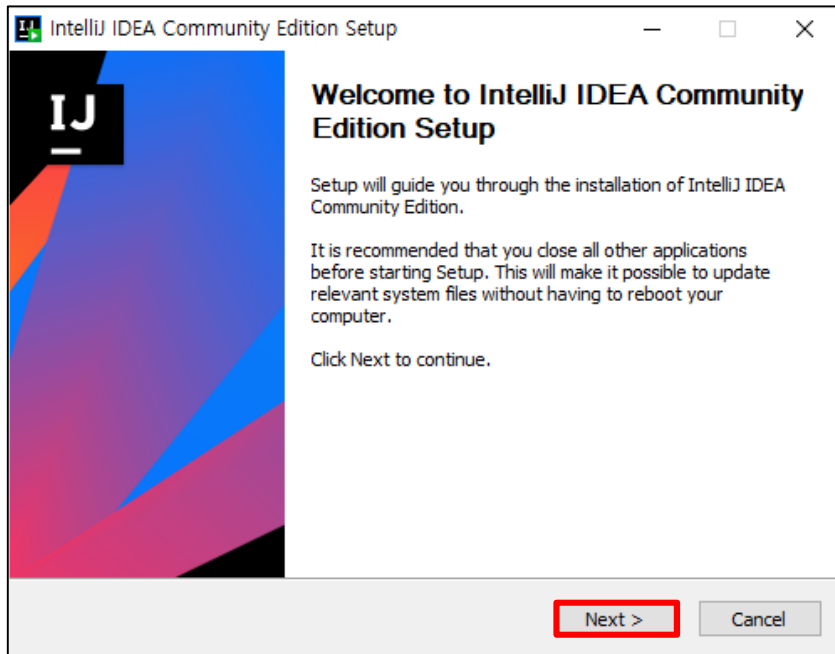 IntelliJ IDEA Community Edition Setup
IJ
Welcome to IntelliJ IDEA Community
Edition Setup
Setup will guide you through the installation of IntelliJ IDEA
Community Edition.
It is recommended that you close all other applications
before starting Setup. This will make it possible to update
relevant system files without having to reboot your
computer.
Click Next to continue.
Next >
Cancel